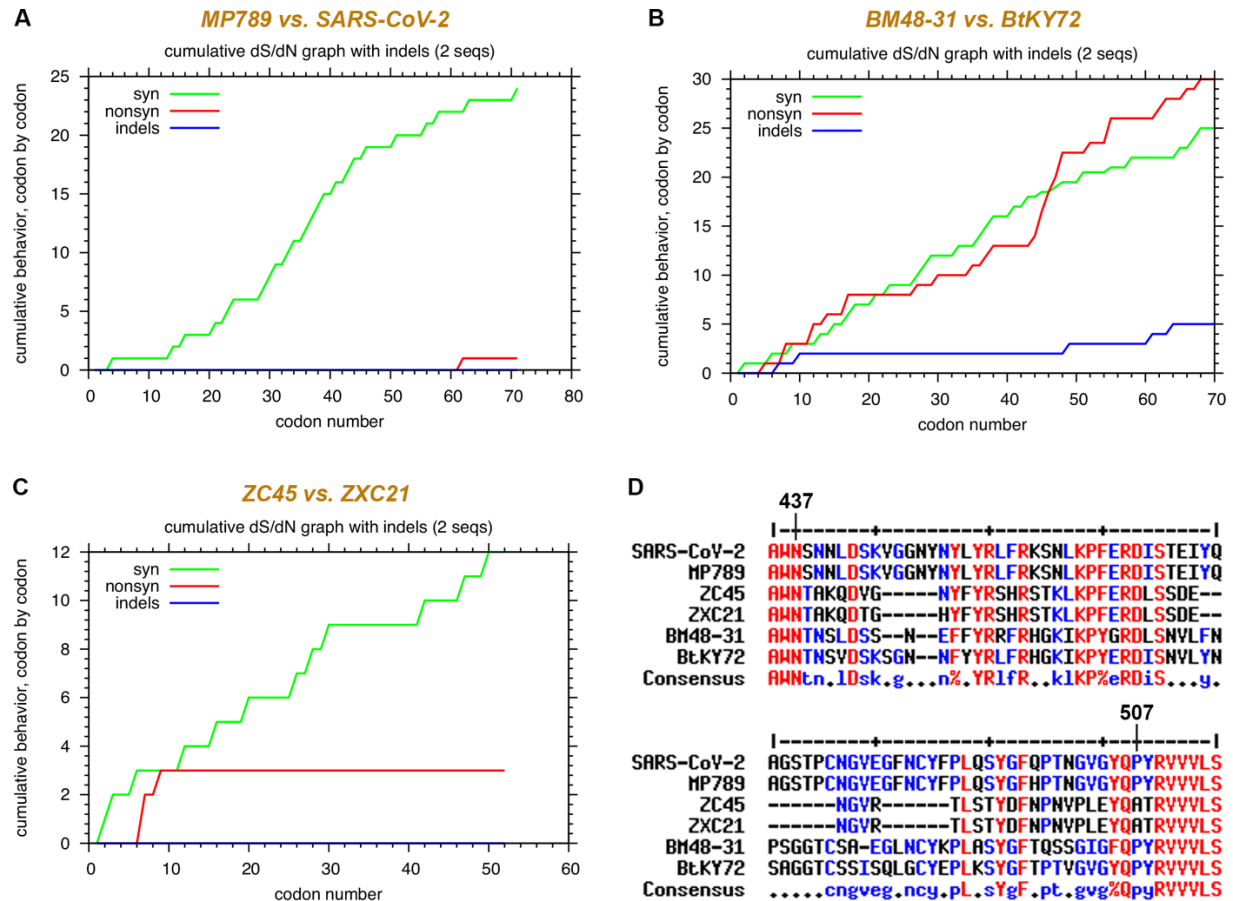 A
MP789 vs. SARS-CoV-2
cumulative dS/dN graph with indels (2 seqs)
25
20
15
10
5
0
syn
nonsyn
indels
cumulative behavior, codon by codon
0 10 20 30 40 50 60 70 80
codon number
B
BM48-31 vs. BtKY72
cumulative dS/dN graph with indels (2 seqs)
30
25
20
15
10
5
0
syn
nonsyn
indels
cumulative behavior, codon by codon
0 10 20 30 40 50 60 70
codon number
C
ZC45 vs. ZXC21
cumulative dS/dN graph with indels (2 seqs)
12
10
8
6
4
2
0
syn
nonsyn
indels
cumulative behavior, codon by codon
0 10 20 30 40 50 60
codon number
D
437
|--------+---------+---------+---------|
SARS-CoV-2 AWNSNNLDSKVGGNYNYLYRLFRKSNLKPFERDISTEIYQ
MP789 AWNSNNLDSKVGGNYNYLYRLFRKSNLKPFERDISTEIYQ
ZC45 AWNTAKQDVG-----NYFYRSHRSTKLKPFERDLSSDE--
ZXC21 AWNTAKQDTG-----HYFYRSHRSTKLKPFERDLSSDE--
BM48-31 AWNTNSLDSS--N--EFFYRRFRHGKIKPYGRDLSNVLFN
BtKY72 AWNTNSVDSKSGN--NFYYRLFRHGKIKPYERDISNVLYN
Consensus AWNtn.lDsk.g...n%.YRlfR..klKP%eRDiS...y.
507
|--------+---------+---------+---------|
SARS-CoV-2 AGSTPCNGVEGFNCYFPLQSYGFQPTNGVGYQPYRVVVLS
MP789 AGSTPCNGVEGFNCYFPLQSYGFHPTNGVGYQPYRVVVLS
ZC45 ------NGVR------TLSTYDFNPNVPLEYQATRVVVLS
ZXC21 ------NGVR------TLSTYDFNPNVPLEYQATRVVVLS
BM48-31 PSGGTCSA-EGLNCYKPLASYGFTQSSGIGFQPYRVVVLS
BtKY72 SAGGTCSSISQLGCYEPLKSYGFTPTVGVGYQPYRVVVLS
Consensus .....cngveg.ncy.pL.sYgF.pt.gvg%QpyRVVVLS